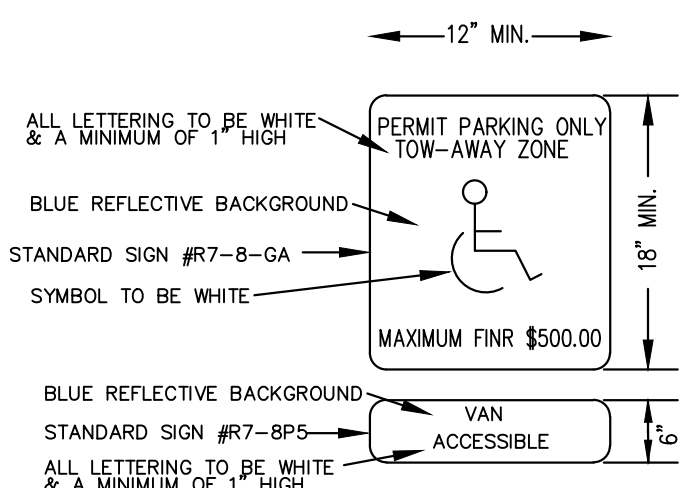 12" MIN.
ALL LETTERING TO BE WHITE
& A MINIMUM OF 1" HIGH
PERMIT PARKING ONLY
TOW-AWAY ZONE
BLUE REFLECTIVE BACKGROUND
STANDARD SIGN #R7-8-GA
18" MIN.
SYMBOL TO BE WHITE
MAXIMUM FINR $500.00
BLUE REFLECTIVE BACKGROUND
VAN
STANDARD SIGN #R7-8P5
ACCESSIBLE
6"
ALL LETTERING TO BE WHITE
& A MINIMUM OF 1" HIGH